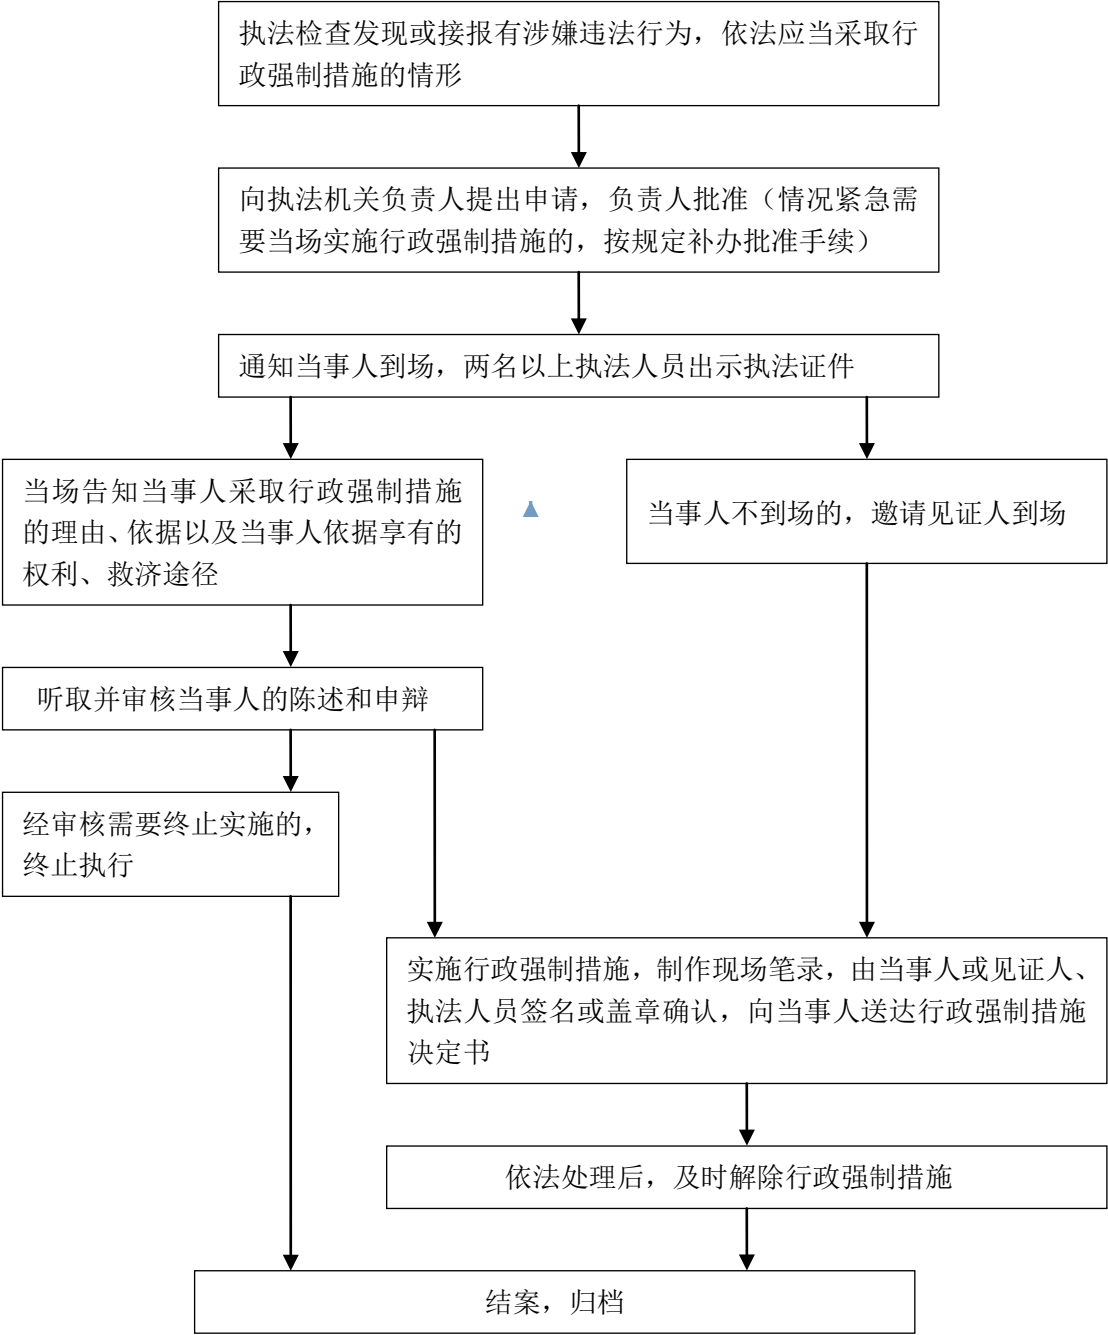 执法检查发现或接报有涉嫌违法行为，依法应当采取行
政强制措施的情形
向执法机关负责人提出申请，负责人批准（情况紧急需
要当场实施行政强制措施的，按规定补办批准手续）
通知当事人到场，两名以上执法人员出示执法证件
当场告知当事人采取行政强制措施
的理由、依据以及当事人依据享有的
权利、救济途径
当事人不到场的，邀请见证人到场
听取并审核当事人的陈述和申辩
经审核需要终止实施的，
终止执行
实施行政强制措施，制作现场笔录，由当事人或见证人、
执法人员签名或盖章确认，向当事人送达行政强制措施
决定书
依法处理后，及时解除行政强制措施
结案，归档